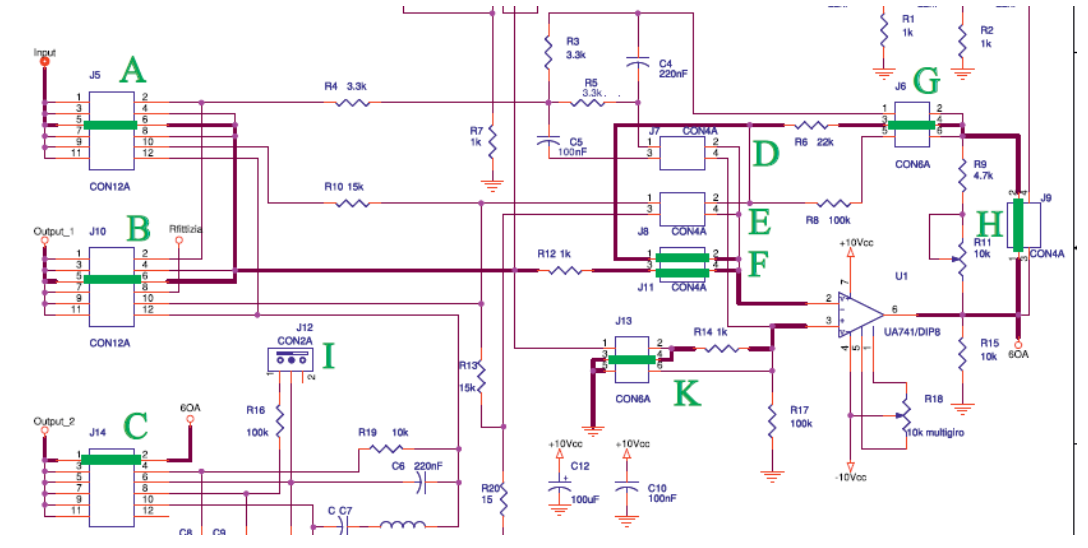 R1
1k
R2
1k
Input
R3
3.3k
C4
220nF
J5
A
R4 3.3k
R5
3.3k
J6
G
1 2
3 4
5 6
7 8
9 10
11 12
CON12A
R7
1k
C5
100nF
J7
CON4A
1 2
3 4
D
R6 22k
1 2
3 4
5 6
CON6A
R9
4.7k
R10 15k
1 2
3 4
J8
CON4A
E
R8 100k
J9
2 4
1 3
CON4A
H
R11
10k
Output_1
J10
B
Rfittizia
1 2
3 4
5 6
7 8
9 10
11 12
CON12A
R12 1k
1 2
3 4
J11
CON4A
F
+10Vcc
U1
7
2
3
6
4 5 1
UA741/DIP8
6OA
J12
CON2A
I
1 2
J13
1 2
3 4
5 6
CON6A
R14 1k
K
R13
15k
R15
10k
R16
100k
R17
100k
R18
10k multigiro
-10Vcc
Output_2
J14
C
6OA
1 2
3 4
5 6
7 8
9 10
11 12
R19 10k
C6 220nF
R20
15
+10Vcc
C12
100uF
+10Vcc
C10
100nF
C C7
C8
C9